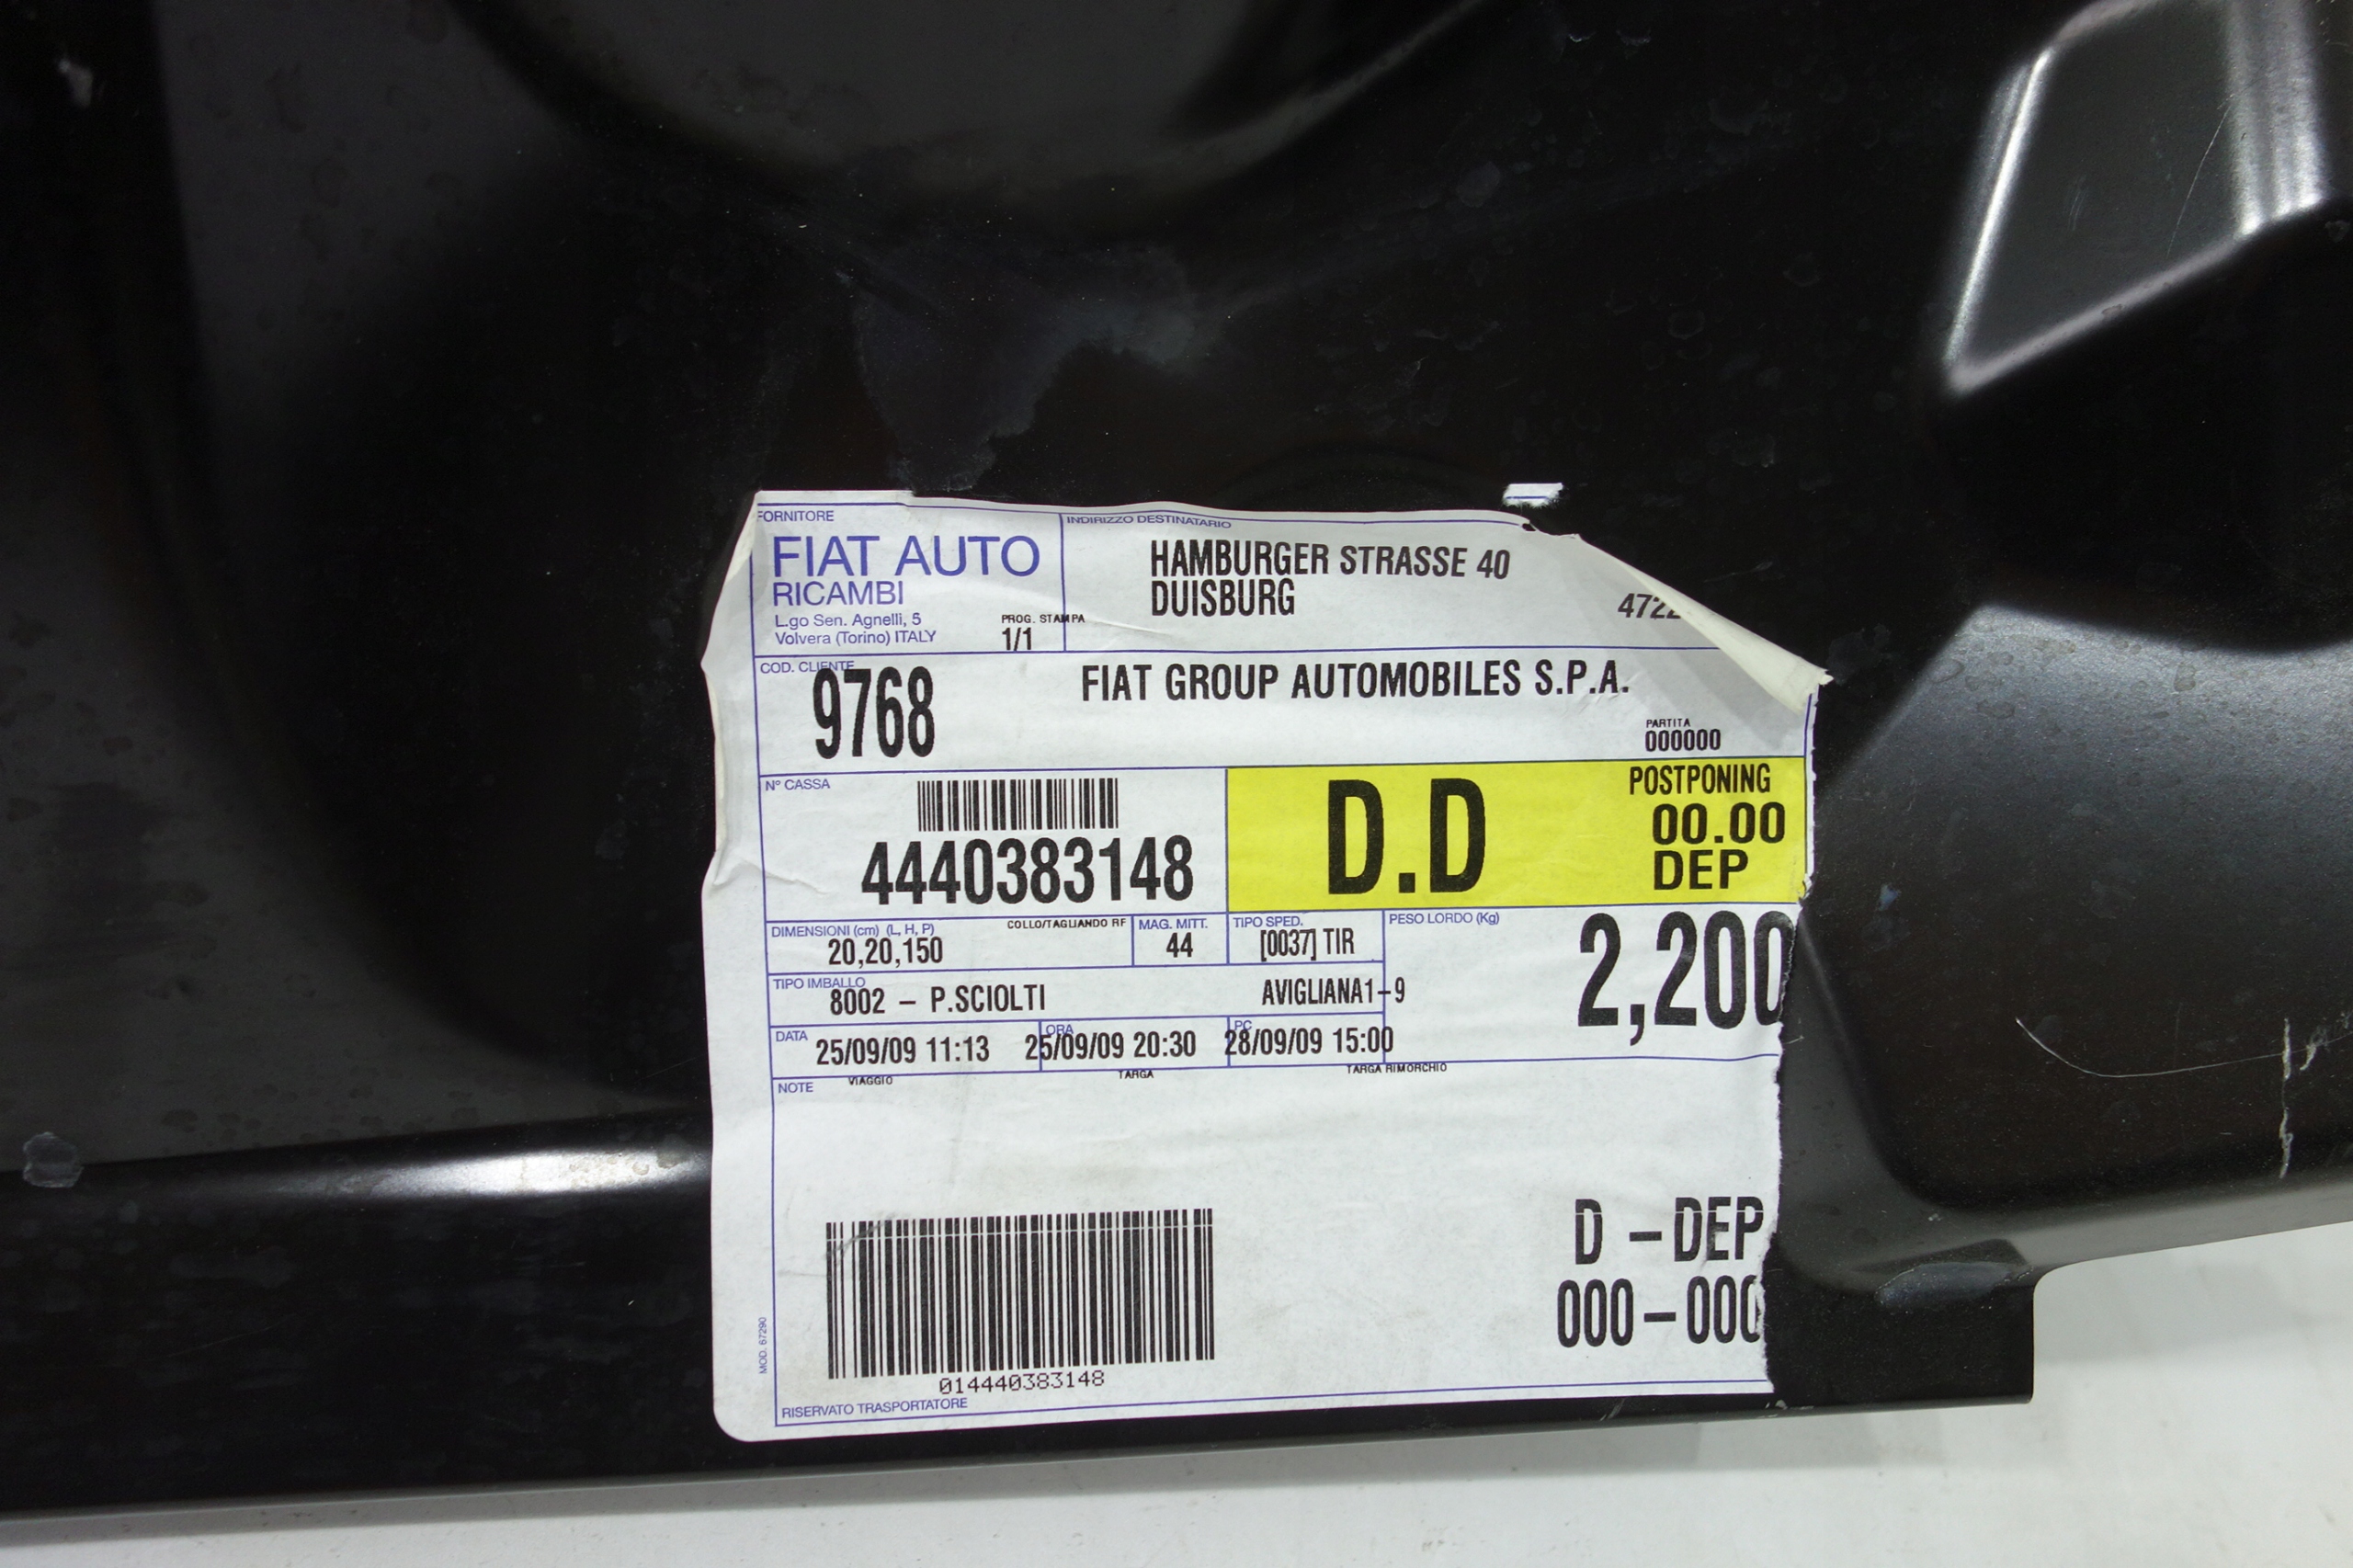 FORNITORE
FIAT AUTO
RICAMBI
L.go Sen. Agnelli, 5
Volvera (Torino) ITALY
PROG. STAMPA
1/1
INDIRIZZO DESTINATARIO
HAMBURGER STRASSE 40
DUISBURG
COD. CLIENTE
9768
FIAT GROUP AUTOMOBILES S.P.A.
PARTITA
000000
N° CASSA
4440383148
D.D
POSTPONING
00.00
DEP
DIMENSIONI (cm) (L, H, P)
20,20,150
COLLO/TAGLIANDO RF
MAG. MITT.
44
TIPO SPED.
[0037] TIR
PESO LORDO (Kg)
2,200
TIPO IMBALLO
8002 – P.SCIOLTI
AVIGLIANA1-9
DATA
25/09/09 11:13
ORA
25/09/09 20:30
PC
28/09/09 15:00
NOTE
VIAGGIO
TARGA
TARGA RIMORCHIO
D – DEP
000 – 000
014440383148
MOD. 67290
RISERVATO TRASPORTATORE